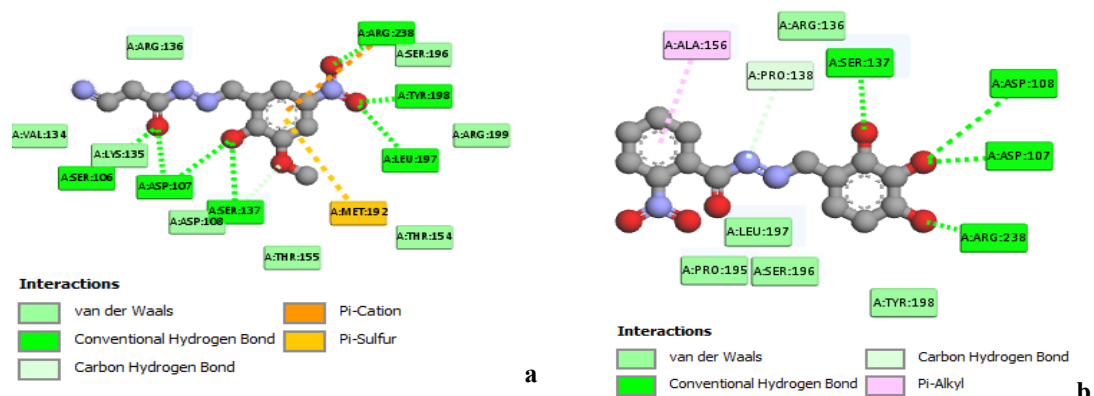 A:ARG:136
A:ARG:238
A:SER:196
A:TYR:198
A:VAL:134
A:LYS:135
A:ARG:199
A:SER:106
A:ASP:107
A:LEU:197
A:ASP:108
A:SER:137
A:MET:192
A:THR:154
A:THR:155
Interactions
van der Waals
Conventional Hydrogen Bond
Carbon Hydrogen Bond
Pi-Cation
Pi-Sulfur
a
A:ARG:136
A:ALA:156
A:PRO:138
A:SER:137
A:ASP:108
A:ASP:107
A:LEU:197
A:ARG:238
A:PRO:195
A:SER:196
A:TYR:198
Interactions
van der Waals
Conventional Hydrogen Bond
Carbon Hydrogen Bond
Pi-Alkyl
b